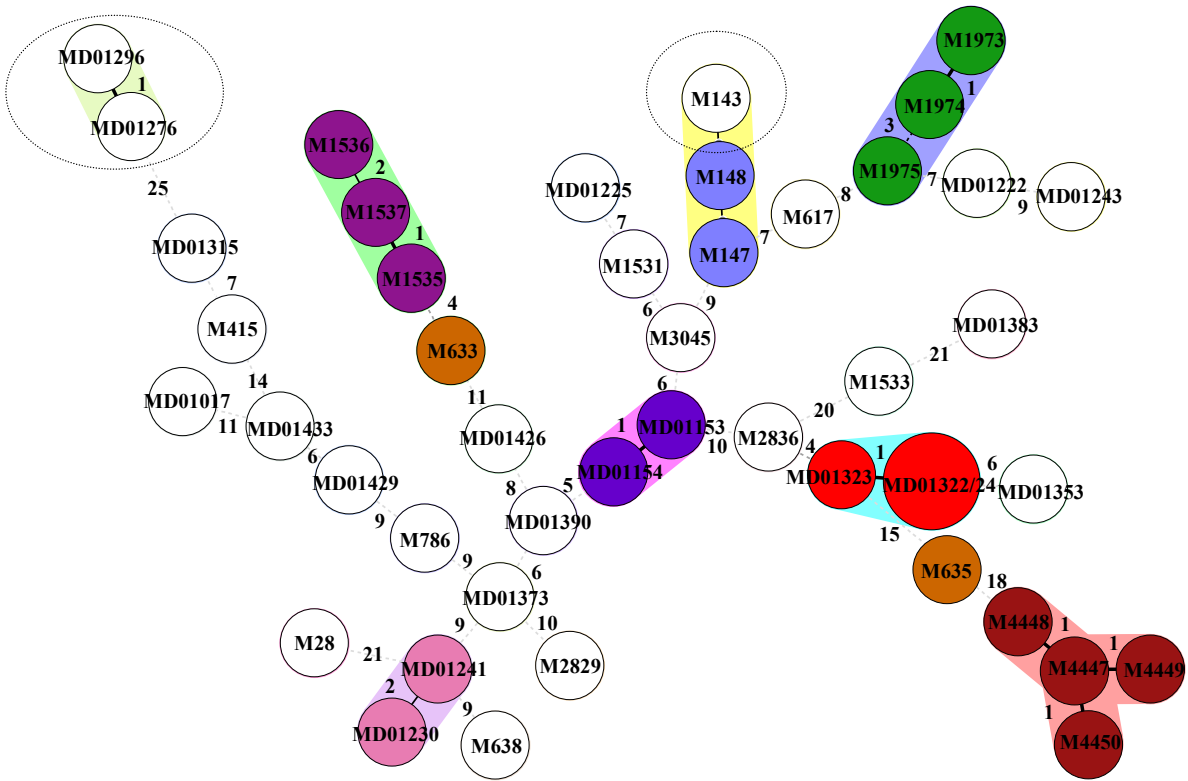 M1973
MD01296
1
1
M143
M1974
MD01276
3
M1536
2
M148
M1975
7
MD01222
25
MD01225
8
MD01243
M1537
M617
9
1
7
7
MD01315
M147
M1531
M1535
7
4
6
9
M415
M3045
MD01383
M633
21
14
6
M1533
MD01017
11
20
11
MD01433
1
MD01153
M2836
MD01426
10
4
1
6
6
MD01154
MD01323
MD01322/24
MD01353
MD01429
8
5
9
MD01390
M786
15
9
6
M635
MD01373
18
9
10
M4448
1
M28
21
MD01241
M2829
1
M4447
M4449
2
9
1
MD01230
M638
M4450